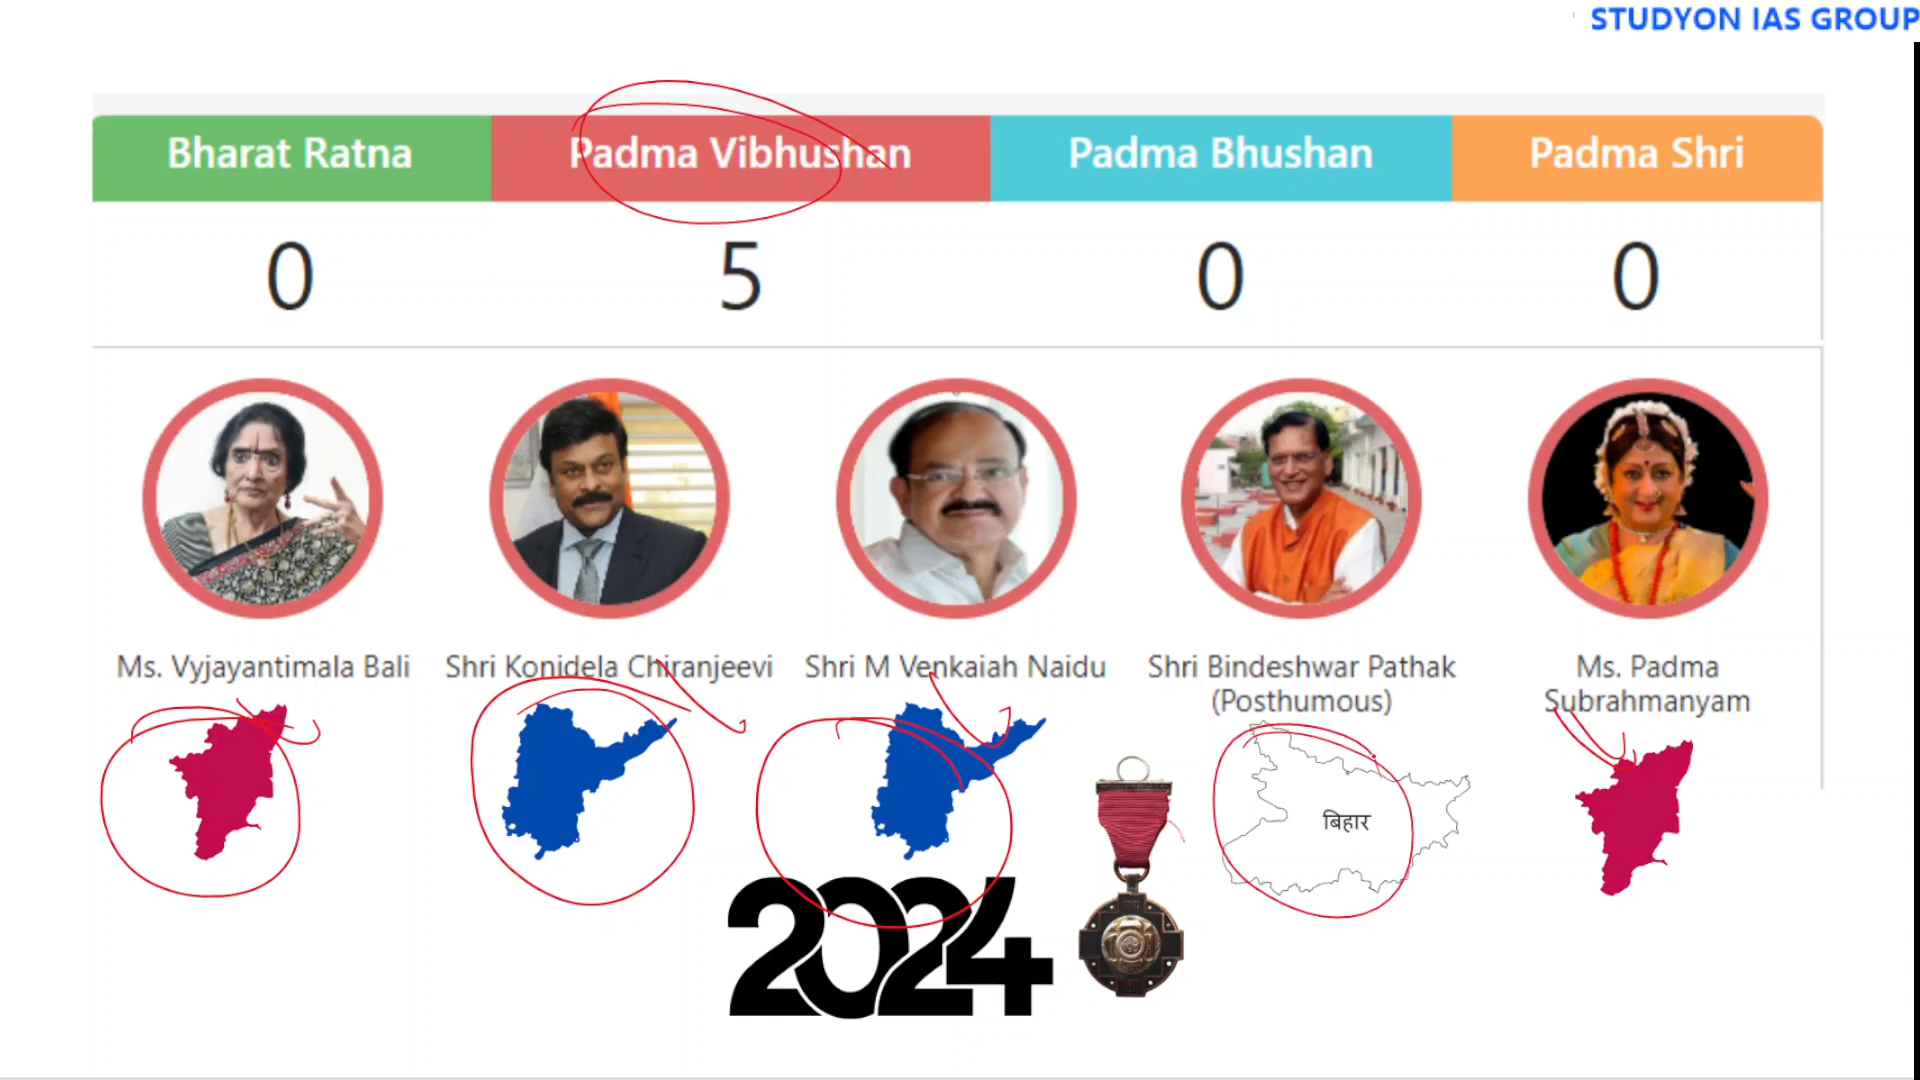 STUDYON IAS GROUP
Bharat Ratna
Padma Vibhushan
Padma Bhushan
Padma Shri
0
5
0
0
Ms. Vyjayantimala Bali
Shri Konidela Chiranjeevi
Shri M Venkaiah Naidu
Shri Bindeshwar Pathak
(Posthumous)
Ms. Padma
Subrahmanyam
बिहार
2024